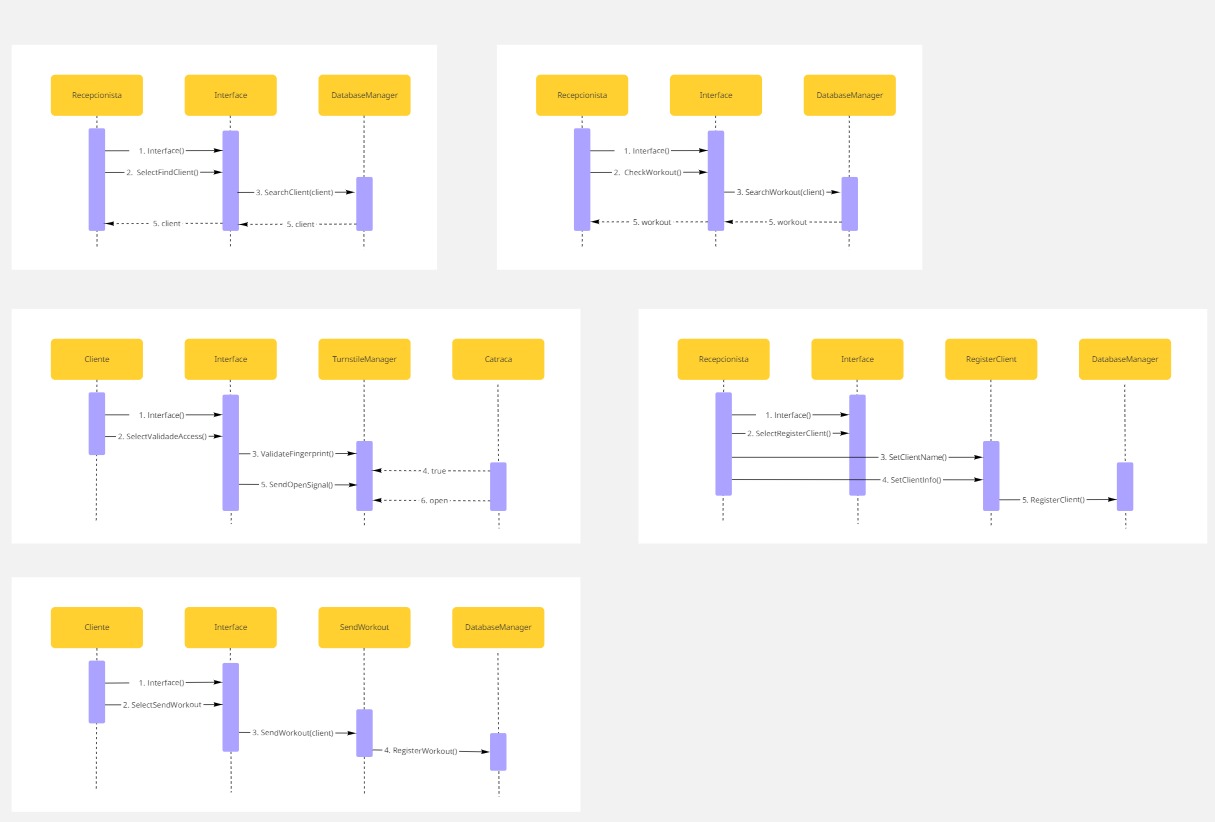 Recepcionista
Interface
DatabaseManager
1. Interface()
2. SelectFindClient()
3. SearchClient(client)
5. client
5. client
Recepcionista
Interface
DatabaseManager
1. Interface()
2. CheckWorkout()
3. SearchWorkout(client)
5. workout
5. workout
Cliente
Interface
TurnstileManager
Catraca
1. Interface()
2. SelectValidadeAccess()
3. ValidateFingerprint()
4. true
5. SendOpenSignal()
6. open
Recepcionista
Interface
RegisterClient
DatabaseManager
1. Interface()
2. SelectRegisterClient()
3. SetClientName()
4. SetClientInfo()
5. RegisterClient()
Cliente
Interface
SendWorkout
DatabaseManager
1. Interface()
2. SelectSendWorkout
3. SendWorkout(client)
4. RegisterWorkout()